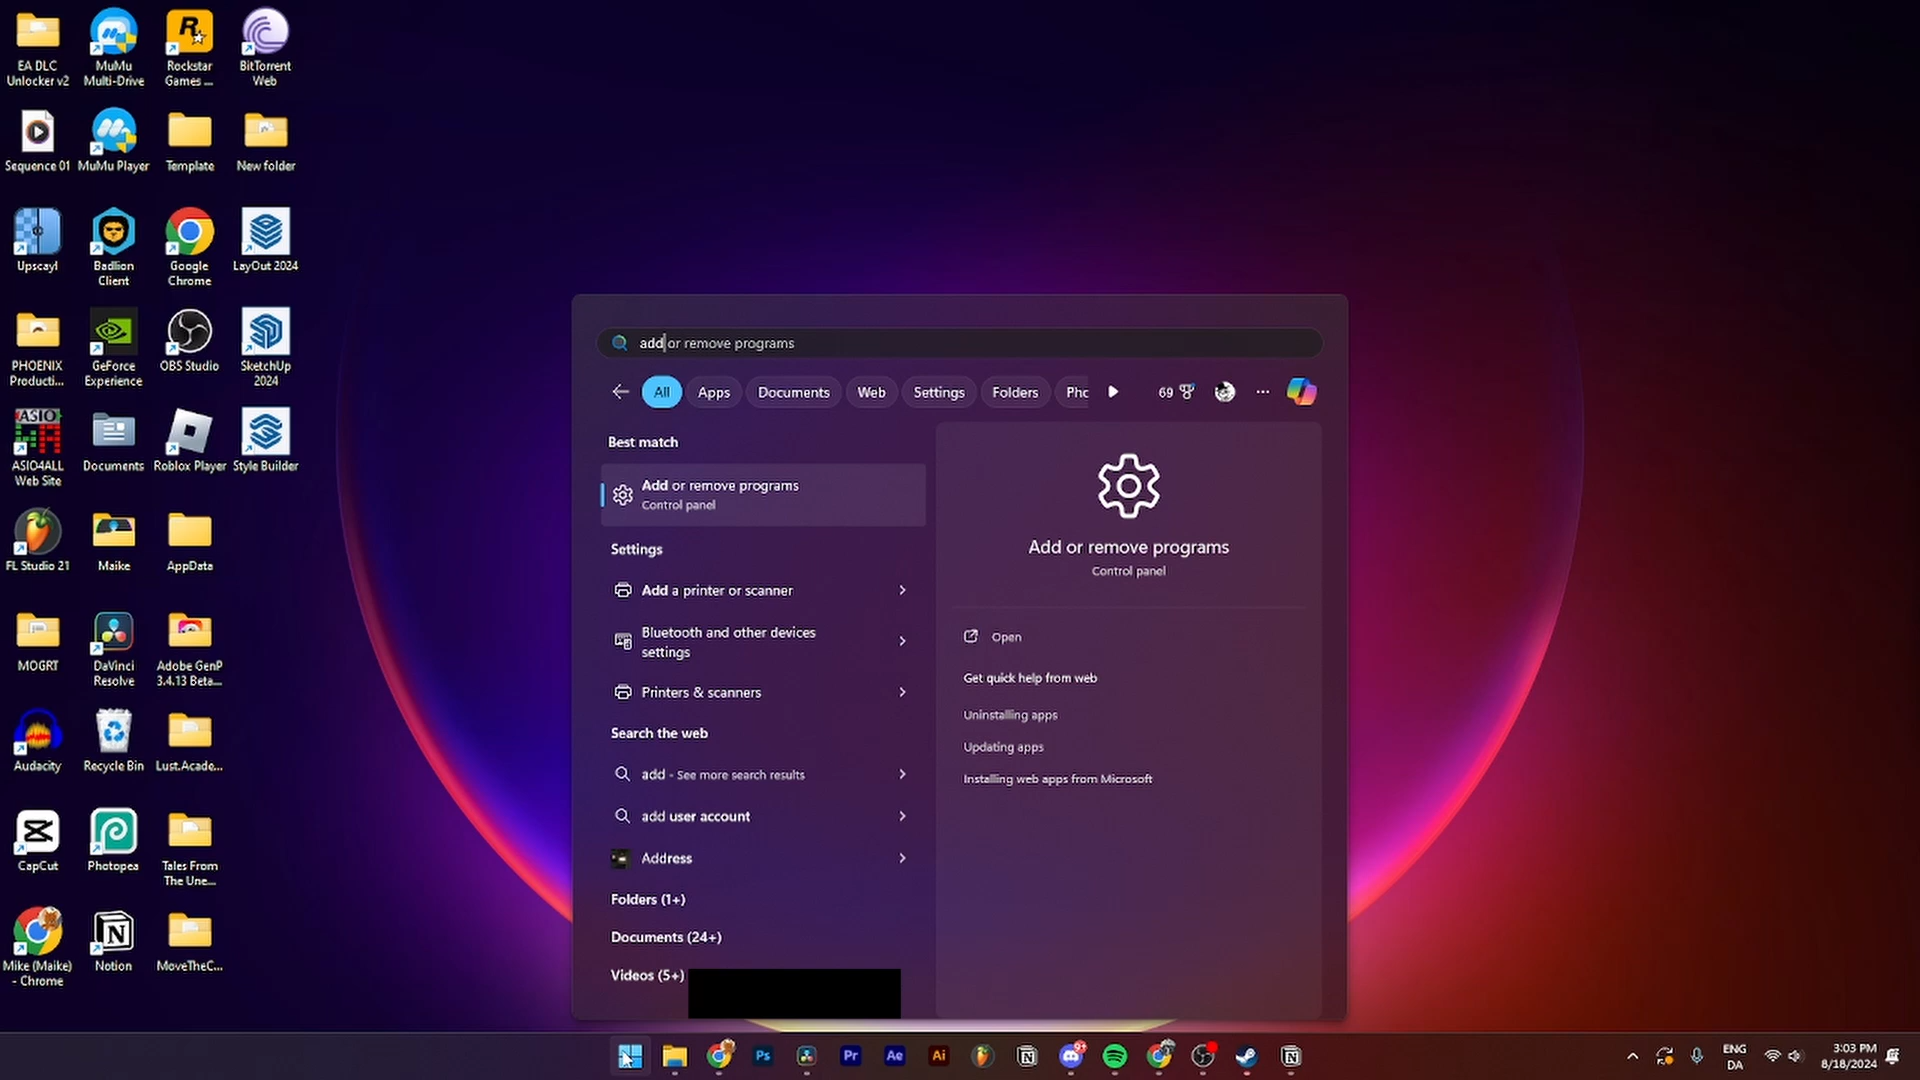 EA DLC
Unlocker v2
MuMu
Multi-Drive
Rockstar
Games ...
BitTorrent
Web
Sequence 01
MuMu Player
Template
New folder
Upscayl
Badlion
Client
Google
Chrome
LayOut 2024
PHOENIX
Producti...
GeForce
Experience
OBS Studio
SketchUp
2024
ASIO
ASIO4ALL
Web Site
Documents
Roblox Player
Style Builder
FL Studio 21
Maike
AppData
MOGRT
DaVinci
Resolve
Adobe GenP
3.4.13 Beta...
Audacity
Recycle Bin
Lust.Acade...
CapCut
Photopea
Tales From
The Une...
Mike (Maike)
- Chrome
Notion
MoveTheC...
add or remove programs
All
Apps
Documents
Web
Settings
Folders
Phc
69
Best match
Add or remove programs
Control panel
Settings
Add a printer or scanner
Bluetooth and other devices
settings
Printers & scanners
Search the web
add - See more search results
add user account
Address
Folders (1+)
Documents (24+)
Videos (5+)
Add or remove programs
Control panel
Open
Get quick help from web
Uninstalling apps
Updating apps
Installing web apps from Microsoft
Ps
Pr
Ae
Ai
9+
ENG
DA
3:03 PM
8/18/2024